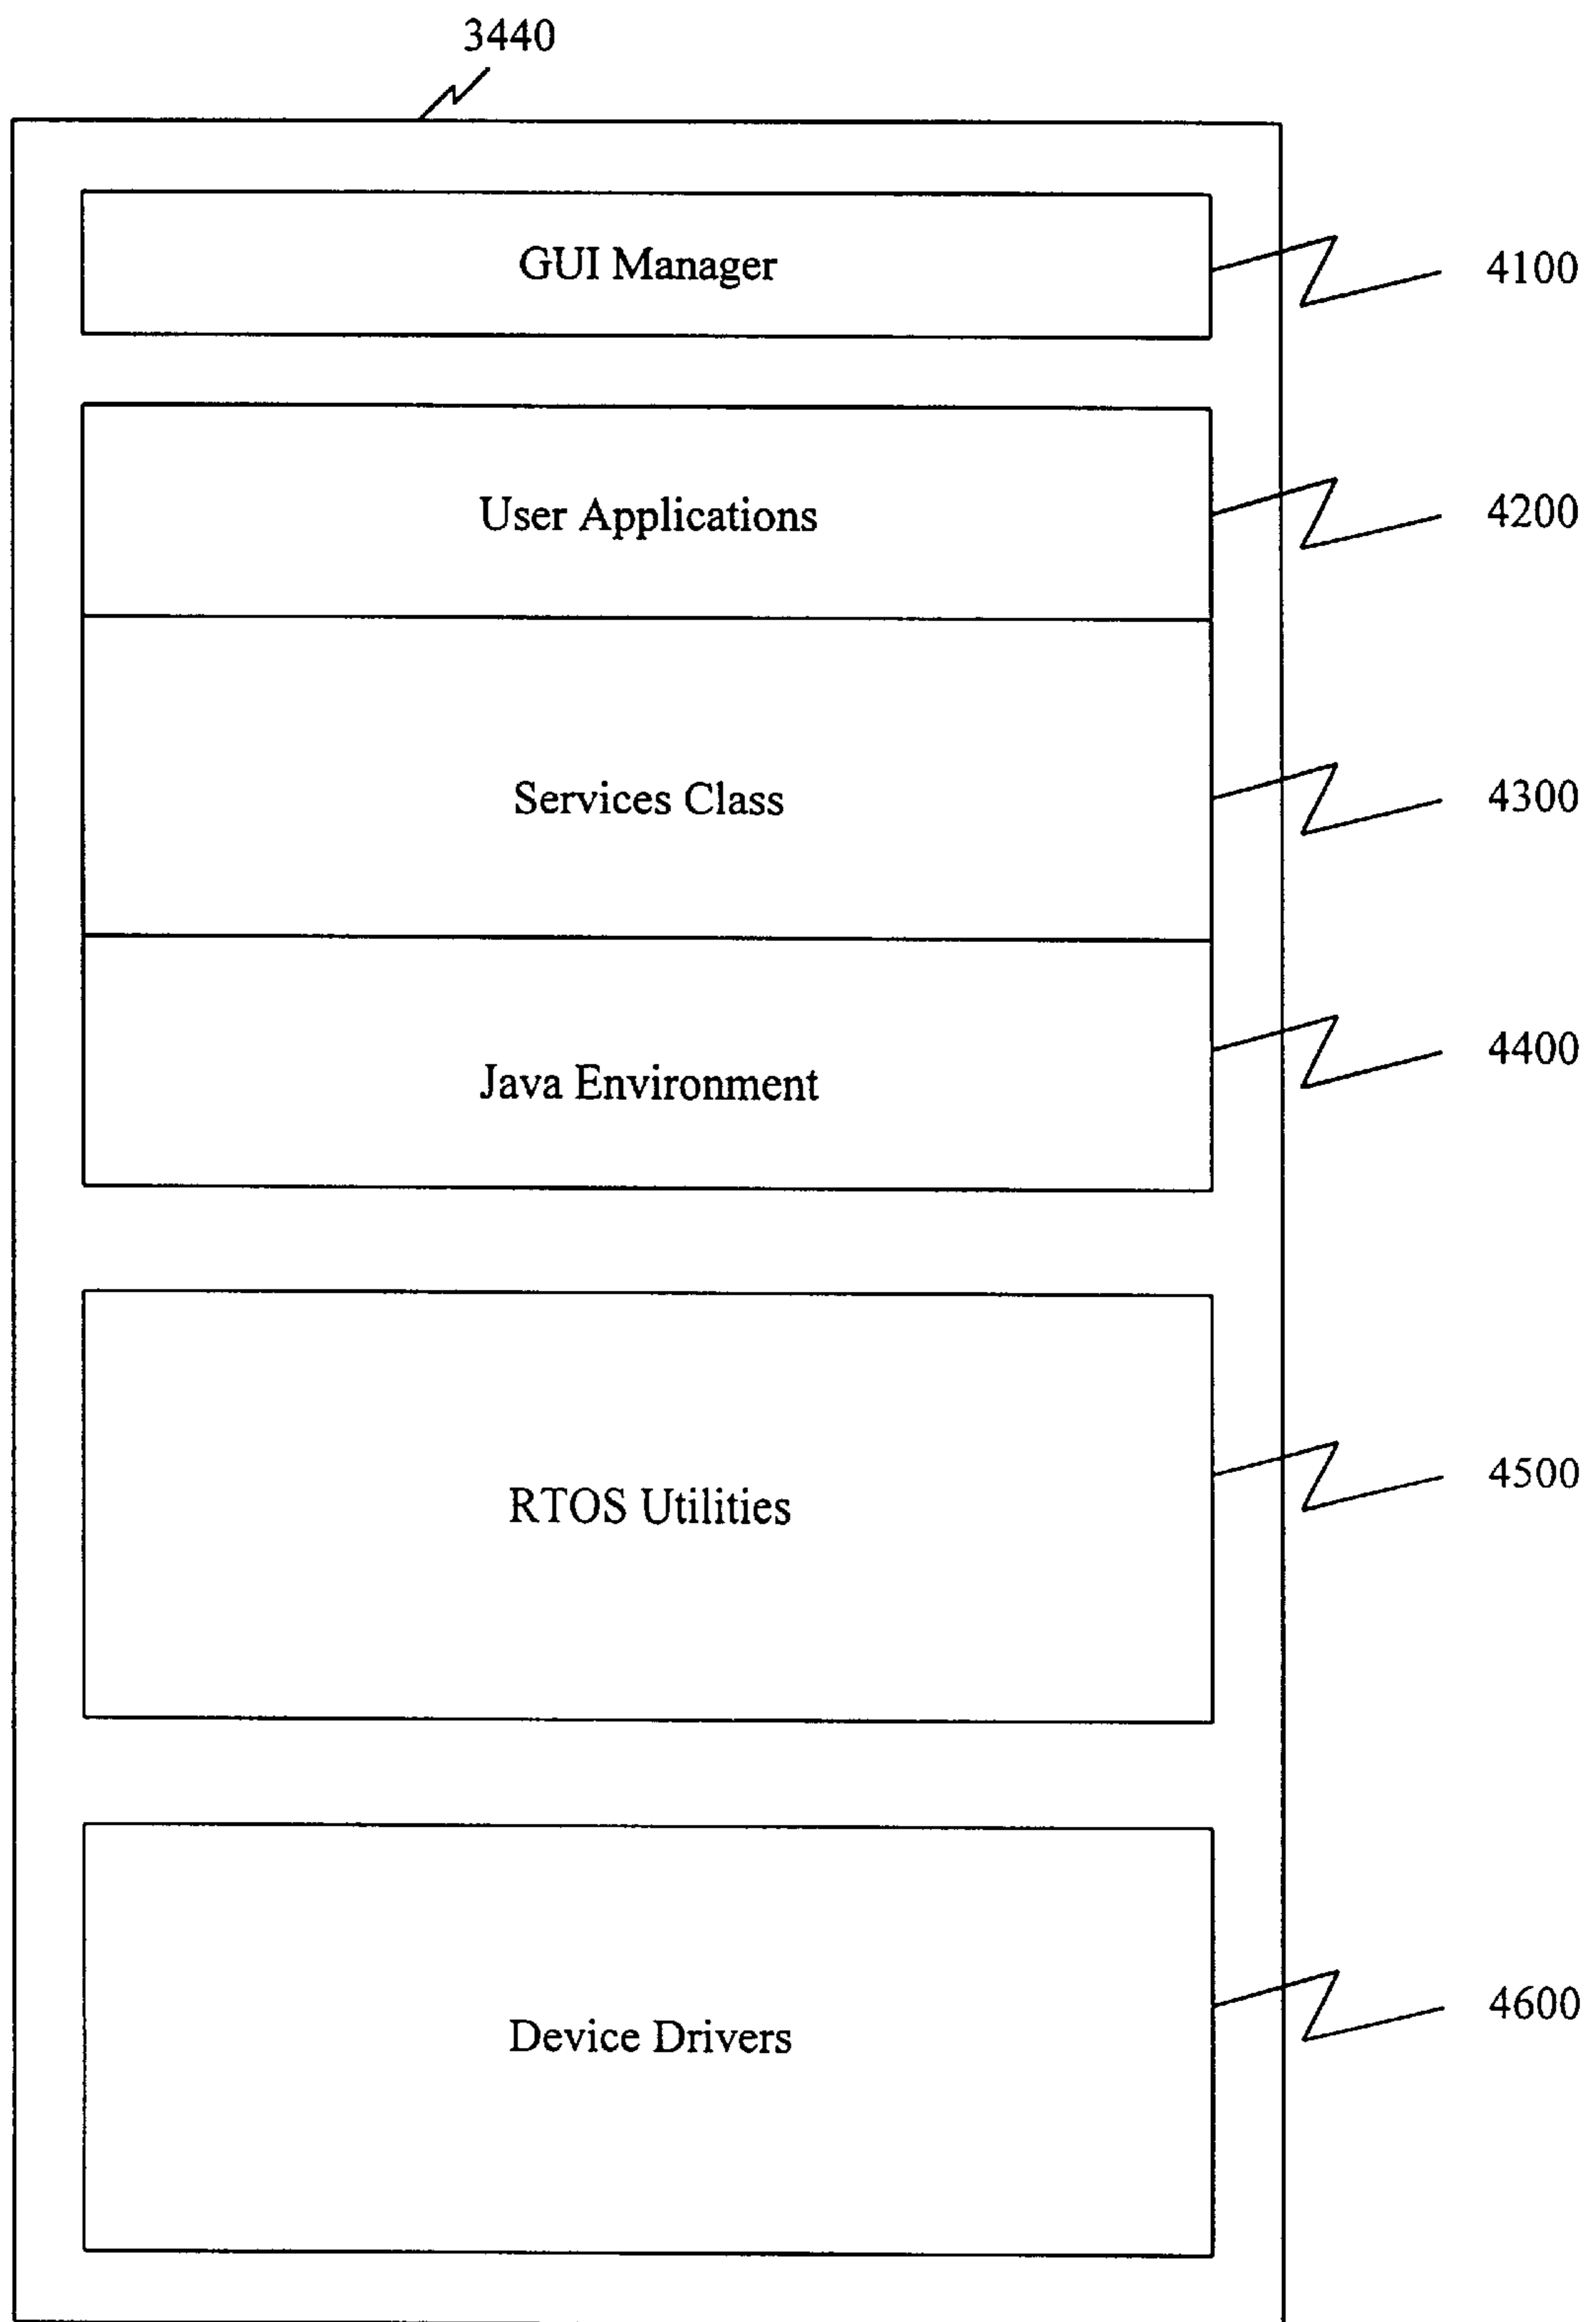 3440
GUI Manager
4100
User Applications
4200
Services Class
4300
Java Environment
4400
RTOS Utilities
4500
Device Drivers
4600